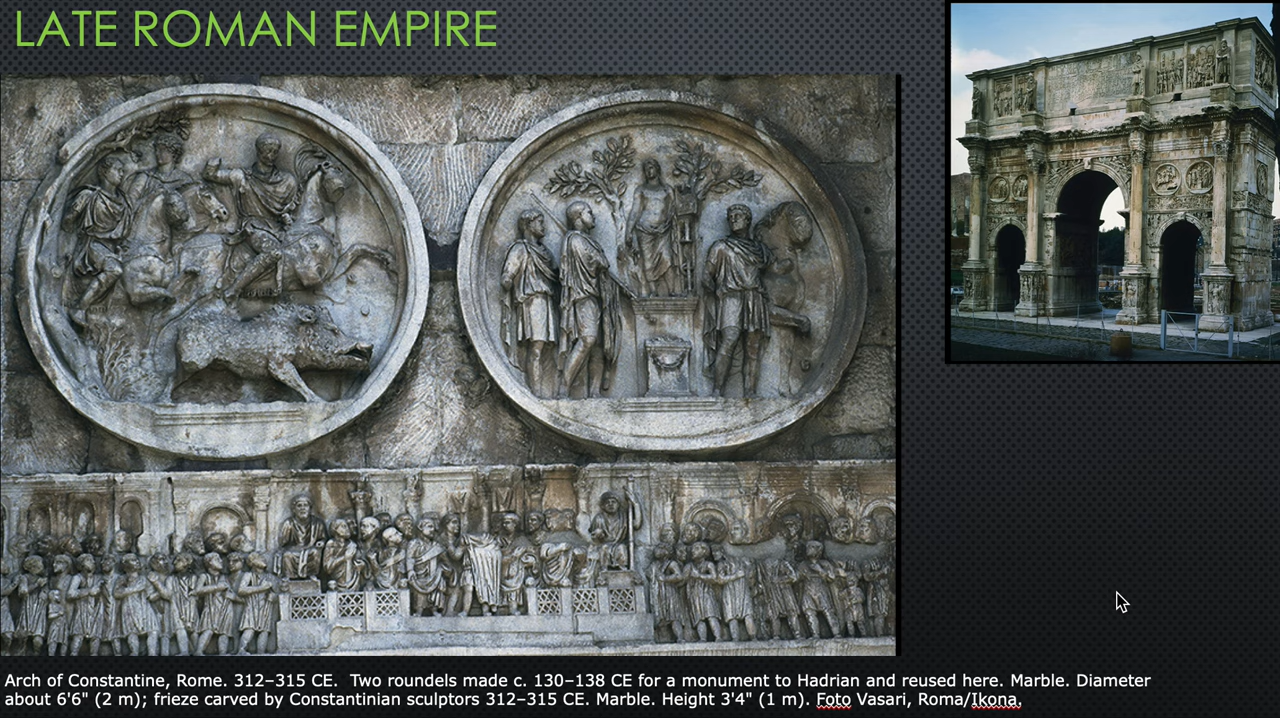 LATE ROMAN EMPIRE
Arch of Constantine, Rome. 312–315 CE.  Two roundels made c. 130–138 CE for a monument to Hadrian and reused here. Marble. Diameter
about 6'6" (2 m); frieze carved by Constantinian sculptors 312–315 CE. Marble. Height 3'4" (1 m). Foto Vasari, Roma/Ikona.